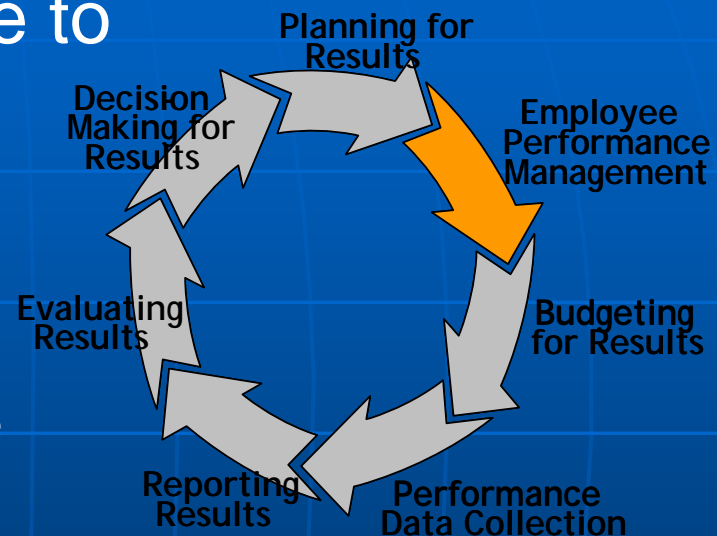 e to
Planning for
Results
Decision
Making for
Results
Employee
Performance
Management
Evaluating
Results
Budgeting
for Results
Reporting
Results
Performance
Data Collection